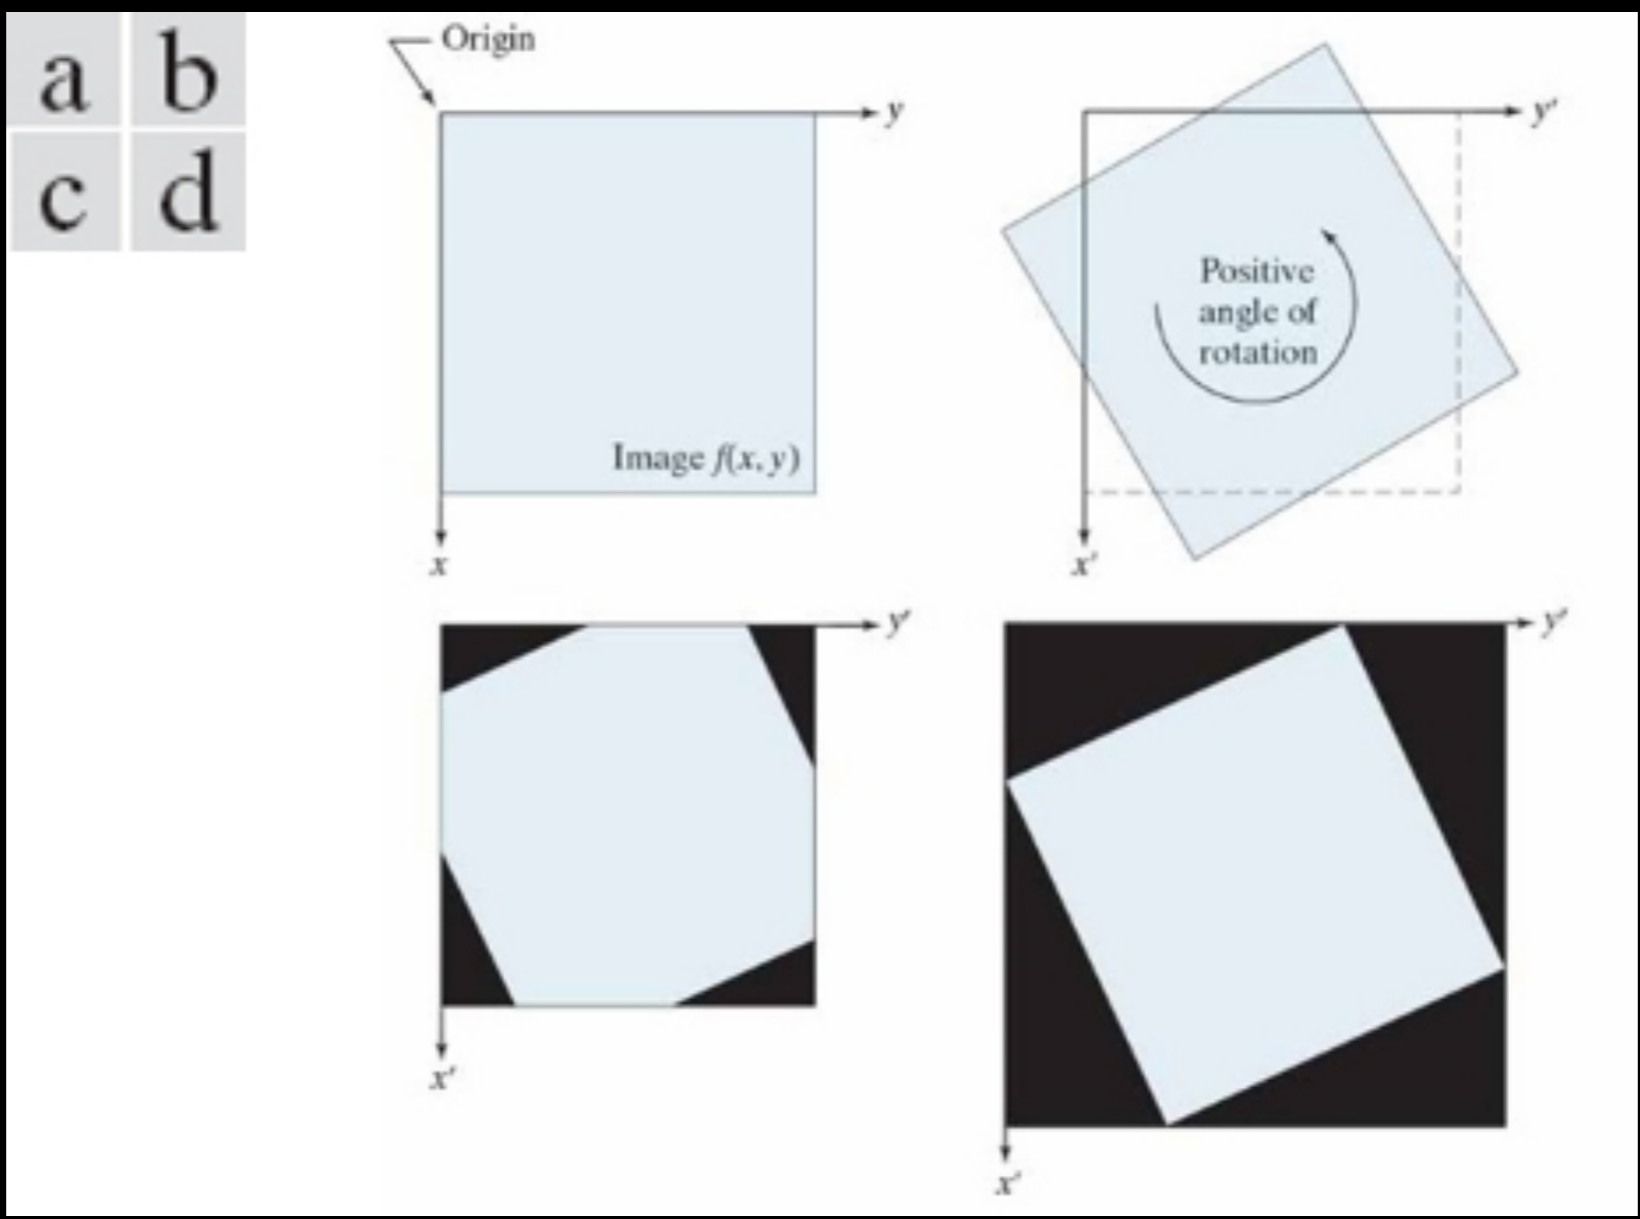 a b
c d
Origin
y
Image f(x, y)
x
y′
Positive
angle of
rotation
x′
y′
x′
y′
x′